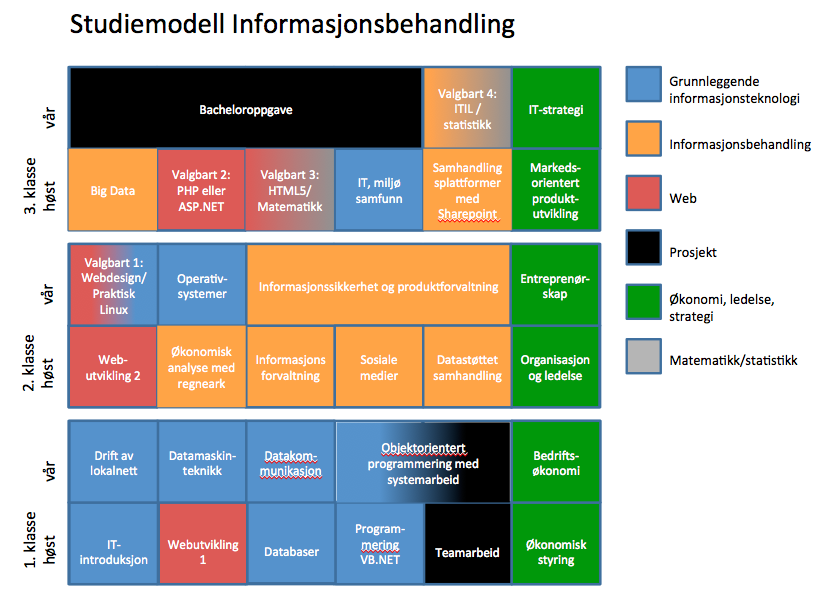 Studiemodell Informasjonsbehandling
vår
Bacheloroppgave
Valgbart 4:
ITIL /
statistikk
IT-strategi
3. klasse
høst
Big Data
Valgbart 2:
PHP eller
ASP.NET
Valgbart 3:
HTML5/
Matematikk
IT, miljø
samfunn
Samhandling
splattformer
med
Sharepoint
Markeds-
orientert
produkt-
utvikling
vår
Valgbart 1:
Webdesign/
Praktisk
Linux
Operativ-
systemer
Informasjonssikkerhet og produktforvaltning
Entreprenør-
skap
2. klasse
høst
Web-
utvikling 2
Økonomisk
analyse med
regneark
Informasjons
forvaltning
Sosiale
medier
Datastøttet
samhandling
Organisasjon
og ledelse
vår
Drift av
lokalnett
Datamaskin-
teknikk
Datakom-
munikasjon
Objektorientert
programmering med
systemarbeid
Bedrifts-
økonomi
1. klasse
høst
IT-
introduksjon
Webutvikling
1
Databaser
Program-
mering
VB.NET
Teamarbeid
Økonomisk
styring
Grunnleggende
informasjonsteknologi
Informasjonsbehandling
Web
Prosjekt
Økonomi, ledelse,
strategi
Matematikk/statistikk